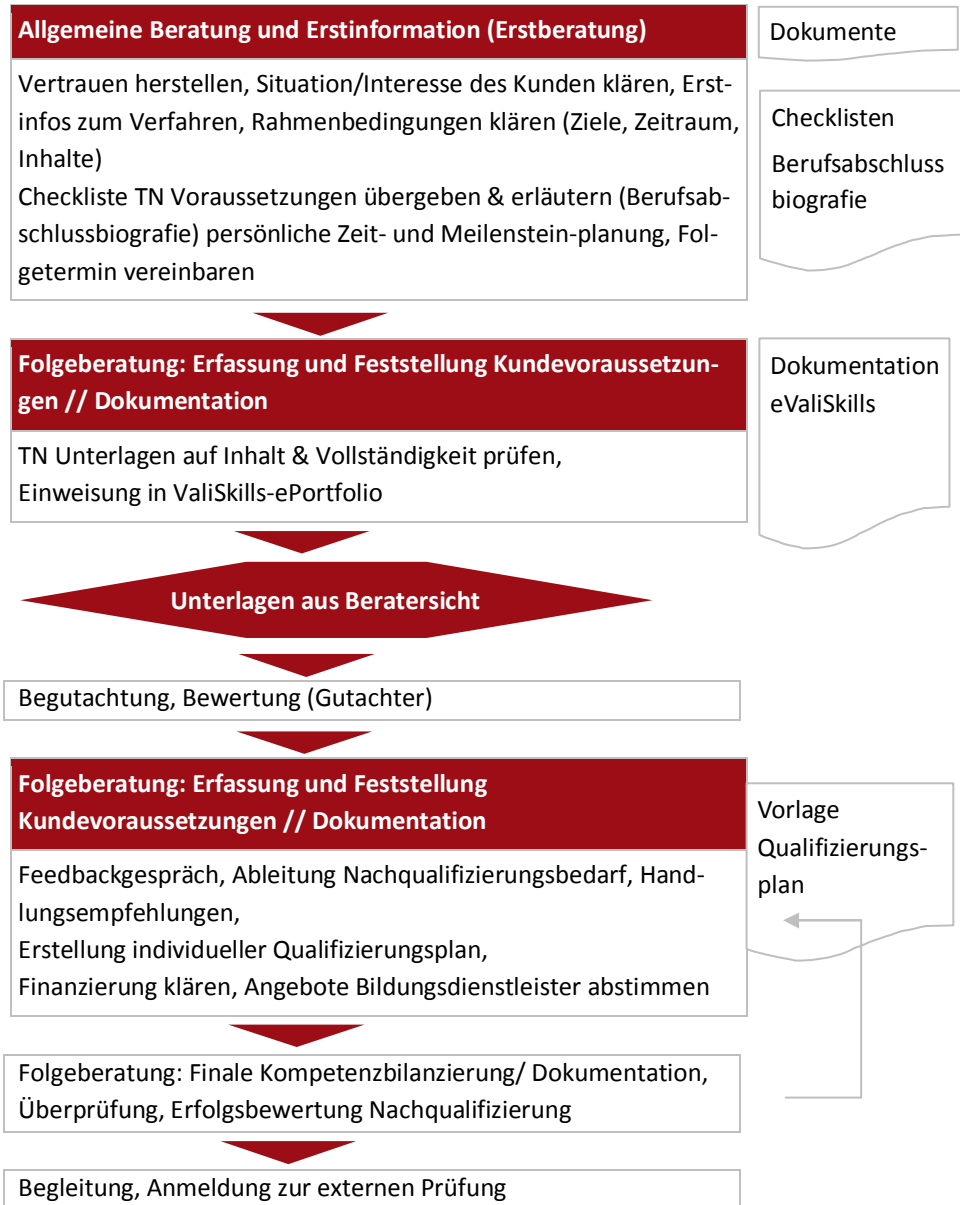 Allgemeine Beratung und Erstinformation (Erstberatung)
Dokumente
Vertrauen herstellen, Situation/Interesse des Kunden klären, Erst-
infos zum Verfahren, Rahmenbedingungen klären (Ziele, Zeitraum,
Inhalte)
Checkliste TN Voraussetzungen übergeben & erläutern (Berufsab-
schlussbiografie) persönliche Zeit- und Meilenstein-planung, Fol-
getermin vereinbaren
Checklisten
Berufsabschluss
biografie
Folgeberatung: Erfassung und Feststellung Kundevoraussetzun-
gen // Dokumentation
TN Unterlagen auf Inhalt & Vollständigkeit prüfen,
Einweisung in ValiSkills-ePortfolio
Dokumentation
eValiSkills
Unterlagen aus Beratersicht
Begutachtung, Bewertung (Gutachter)
Folgeberatung: Erfassung und Feststellung
Kundevoraussetzungen // Dokumentation
Feedbackgespräch, Ableitung Nachqualifizierungsbedarf, Hand-
lungsempfehlungen,
Erstellung individueller Qualifizierungsplan,
Finanzierung klären, Angebote Bildungsdienstleister abstimmen
Vorlage
Qualifizierungs-
plan
Folgeberatung: Finale Kompetenzbilanzierung/ Dokumentation,
Überprüfung, Erfolgsbewertung Nachqualifizierung
Begleitung, Anmeldung zur externen Prüfung